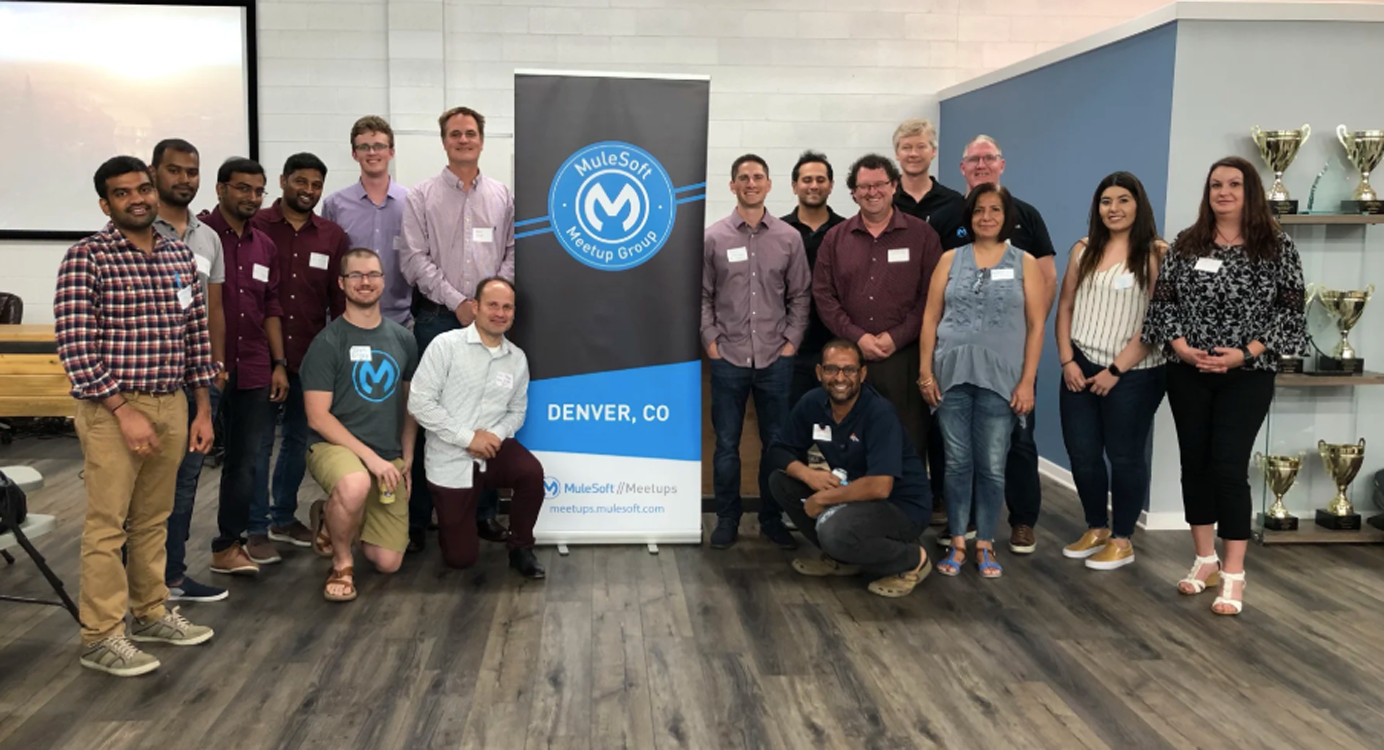 MuleSoft
Meetup Group
DENVER, CO
MuleSoft //Meetups
meetups.mulesoft.com